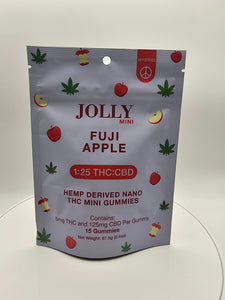 HYBRID
JOLLY
MINI
FUJI
APPLE
1:25 THC:CBD
HEMP DERIVED NANO
THC MINI GUMMIES
Contains:
5mg THC and 125mg CBD Per Gummy
15 Gummies